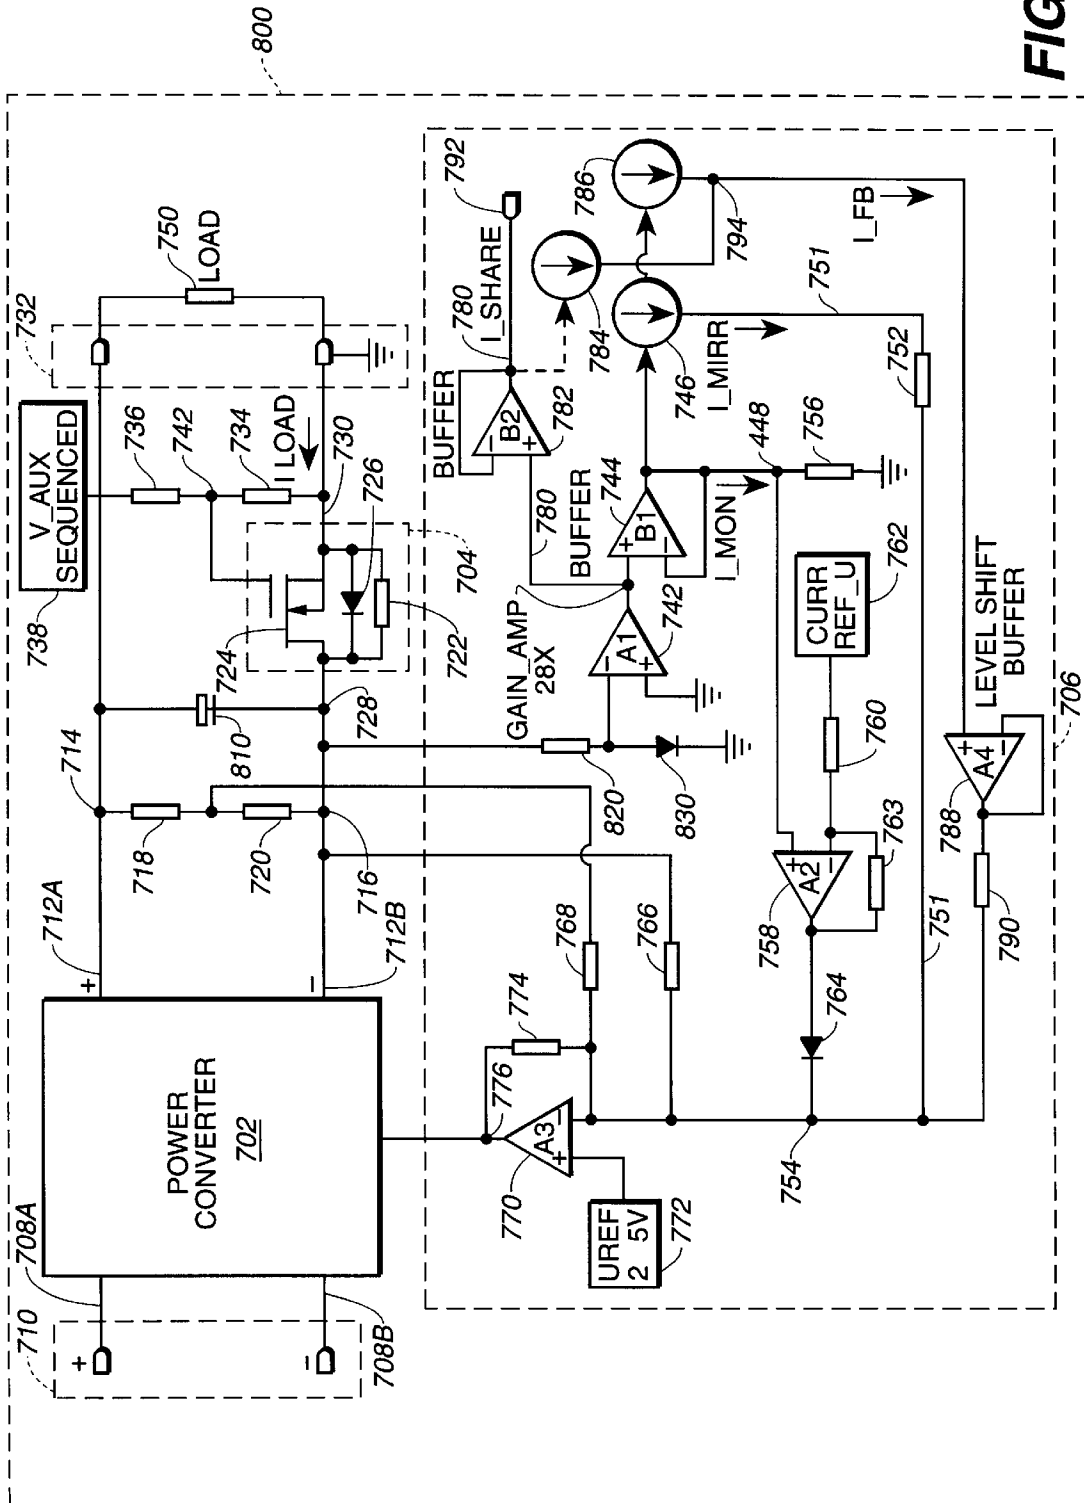 800
FIG
710
708A
+
−
708B
POWER
CONVERTER
702
712A
+
−
712B
714
718
720
716
810
728
V_AUX
SEQUENCED
738
736
742
734
I LOAD
730
726
724
704
722
732
750
LOAD
BUFFER
B2
−
+
782
780
I_SHARE
792
780
784
786
794
I_FB
BUFFER
744
B1
+
−
746
I_MIRR
751
752
GAIN_AMP
28X
A1
−
+
742
I_MON
448
756
820
830
CURR
REF_U
762
760
763
758
A2
+
−
764
768
766
774
776
770
A3
+
−
UREF
2 5V
772
754
751
LEVEL SHIFT
BUFFER
788
A4
+
−
790
706